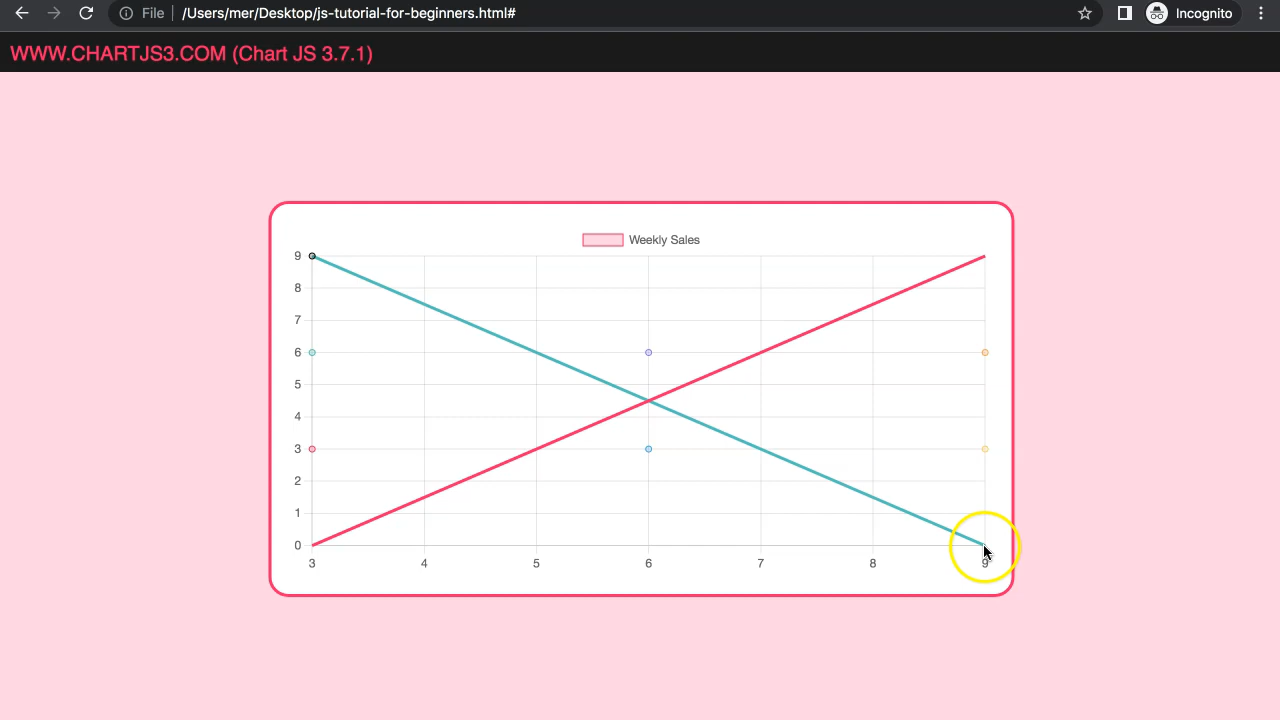 File
/Users/mer/Desktop/js-tutorial-for-beginners.html#
Incognito
WWW.CHARTJS3.COM (Chart JS 3.7.1)
Weekly Sales
9
8
7
6
5
4
3
2
1
0
3 4 5 6 7 8 9